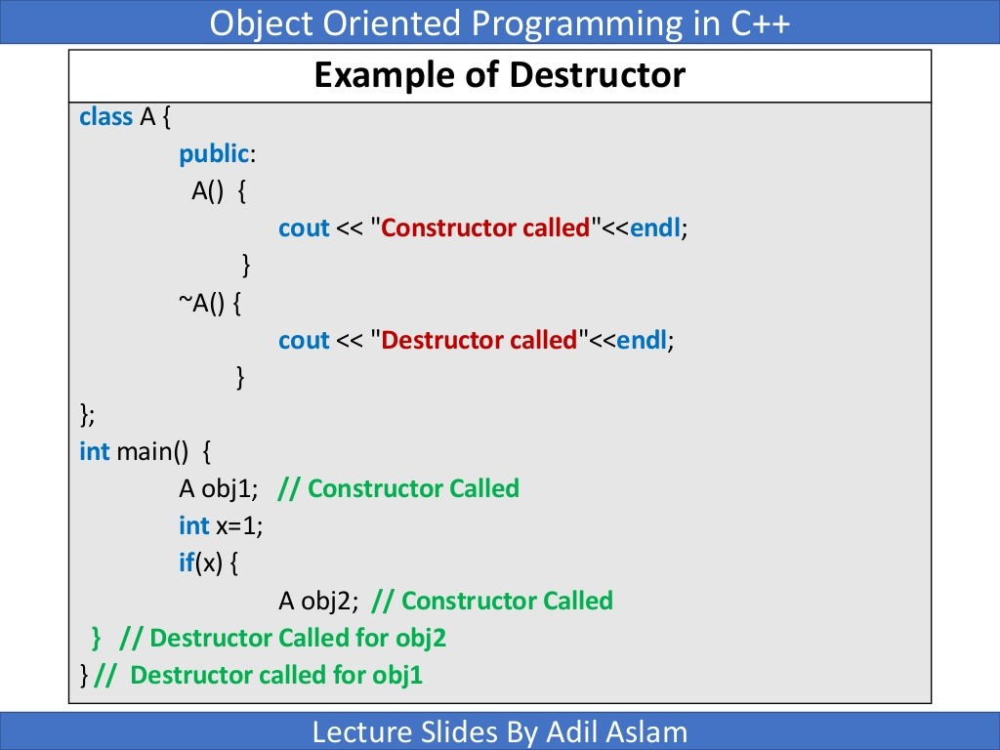 Object Oriented Programming in C++
Example of Destructor
class A {
public:
A() {
cout << "Constructor called"<<endl;
}
~A() {
cout << "Destructor called"<<endl;
}
};
int main() {
A obj1; // Constructor Called
int x=1;
if(x) {
A obj2; // Constructor Called
} // Destructor Called for obj2
} // Destructor called for obj1
Lecture Slides By Adil Aslam